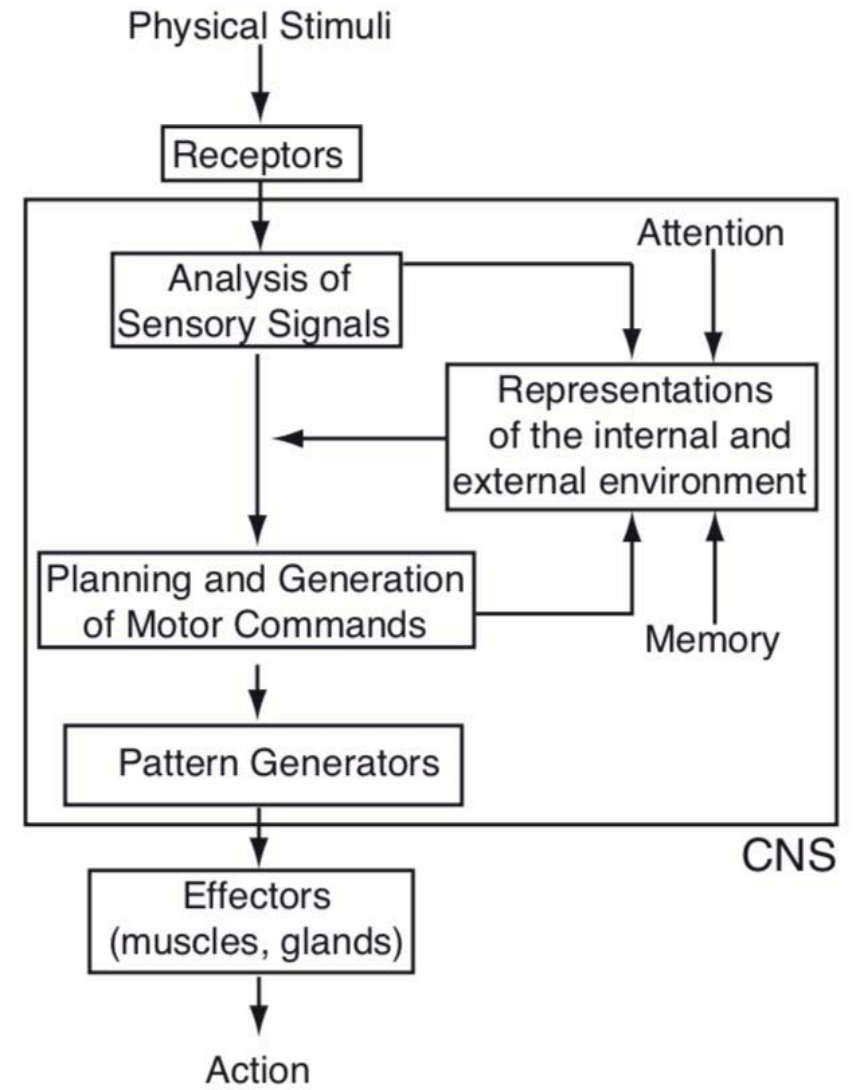 Physical Stimuli
Receptors
Attention
Analysis of
Sensory Signals
Representations
of the internal and
external environment
Planning and Generation
of Motor Commands
Memory
Pattern Generators
CNS
Effectors
(muscles, glands)
Action